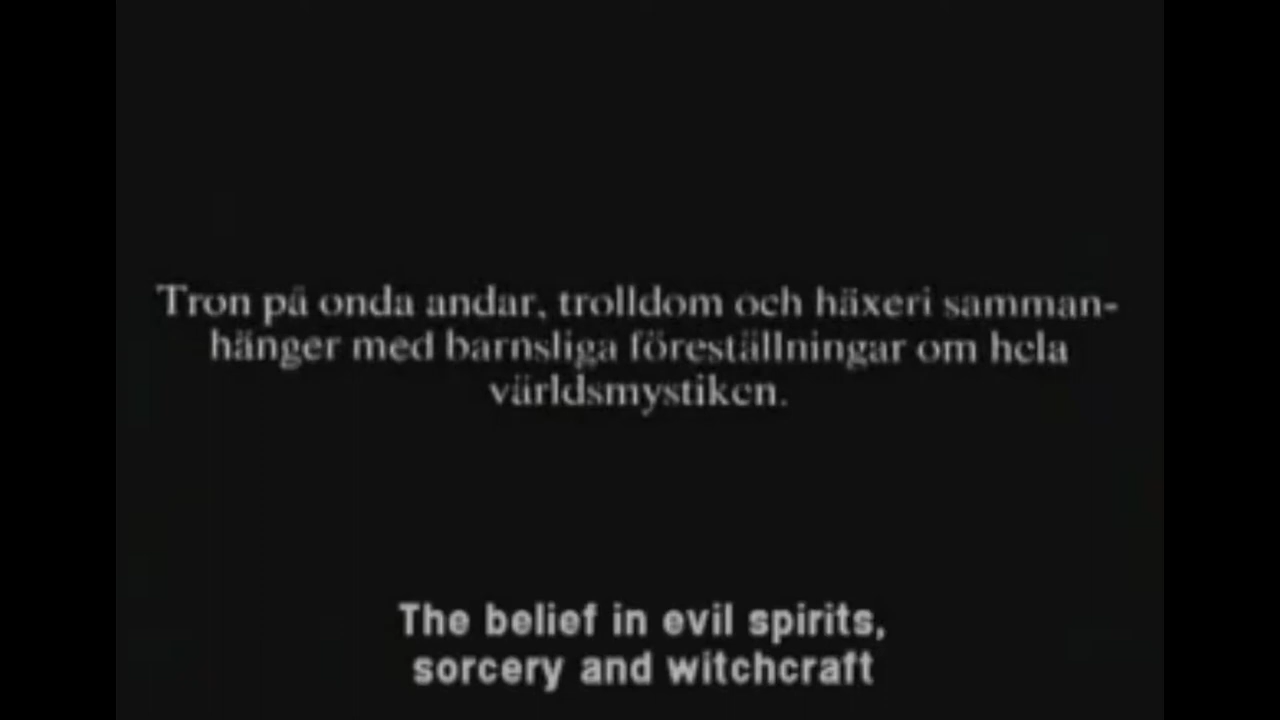 Tron på onda andar, trolldom och häxeri samman-
hänger med barnsliga föreställningar om hela
världsmystiken.
The belief in evil spirits,
sorcery and witchcraft